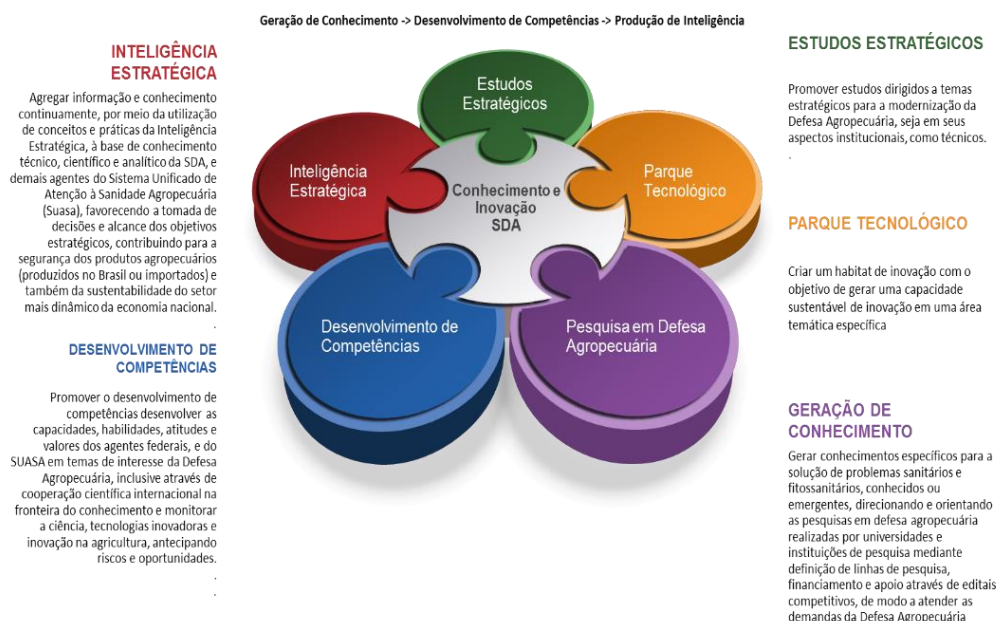 Geração de Conhecimento -> Desenvolvimento de Competências -> Produção de Inteligência
INTELIGÊNCIA
ESTRATÉGICA
Agregar informação e conhecimento
continuamente, por meio da utilização
de conceitos e práticas da Inteligência
Estratégica, à base de conhecimento
técnico, científico e analítico da SDA, e
demais agentes do Sistema Unificado de
Atenção à Sanidade Agropecuária
(Suasa), favorecendo a tomada de
decisões e alcance dos objetivos
estratégicos, contribuindo para a
segurança dos produtos agropecuários
(produzidos no Brasil ou importados) e
também da sustentabilidade do setor
mais dinâmico da economia nacional.
.
DESENVOLVIMENTO DE
COMPETÊNCIAS
Promover o desenvolvimento de
competências desenvolver as
capacidades, habilidades, atitudes e
valores dos agentes federais, e do
SUASA em temas de interesse da Defesa
Agropecuária, inclusive através de
cooperação científica internacional na
fronteira do conhecimento e monitorar
a ciência, tecnologias inovadoras e
inovação na agricultura, antecipando
riscos e oportunidades.
.
.
Estudos
Estratégicos
Inteligência
Estratégica
Parque
Tecnológico
Conhecimento e
Inovação
SDA
Desenvolvimento de
Competências
Pesquisa em Defesa
Agropecuária
ESTUDOS ESTRATÉGICOS
Promover estudos dirigidos a temas
estratégicos para a modernização da
Defesa Agropecuária, seja em seus
aspectos institucionais, como técnicos.
.
PARQUE TECNOLÓGICO
Criar um habitat de inovação com o
objetivo de gerar uma capacidade
sustentável de inovação em uma área
temática específica
GERAÇÃO DE
CONHECIMENTO
Gerar conhecimentos específicos para a
solução de problemas sanitários e
fitossanitários, conhecidos ou
emergentes, direcionando e orientando
as pesquisas em defesa agropecuária
realizadas por universidades e
instituições de pesquisa mediante
definição de linhas de pesquisa,
financiamento e apoio através de editais
competitivos, de modo a atender as
demandas da Defesa Agropecuária